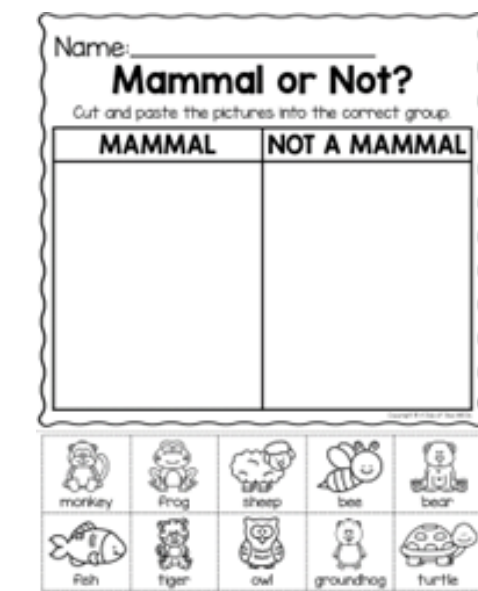 Name:
Mammal or Not?
Cut and paste the pictures into the correct group.
MAMMAL NOT A MAMMAL
monkey frog sheep bee bear
fish tiger owl groundhog turtle